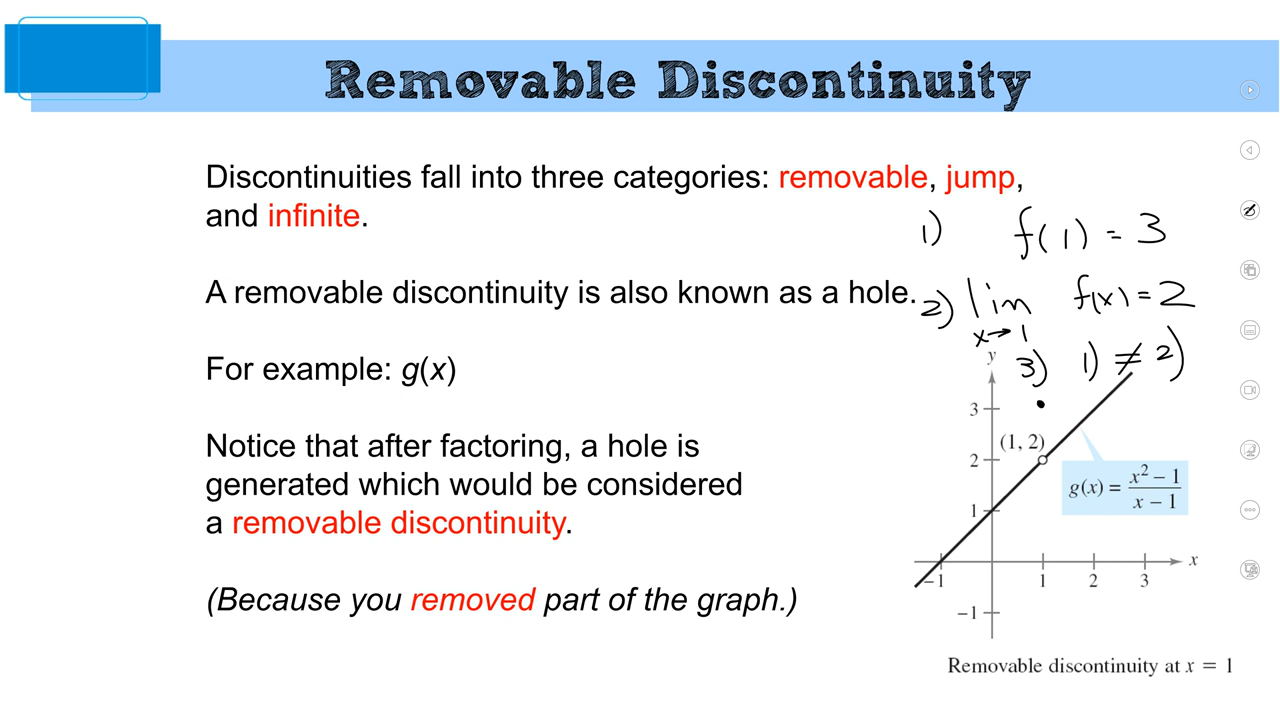 Removable Discontinuity
Discontinuities fall into three categories: removable, jump,
and infinite.
1) f(1) = 3
A removable discontinuity is also known as a hole.
2) lim f(x) = 2
x→1
For example: g(x)
3) 1) ≠ 2)
Notice that after factoring, a hole is
generated which would be considered
a removable discontinuity.
(Because you removed part of the graph.)
y
3
(1, 2)
2
g(x) = x² − 1
x − 1
1
x
−1 1 2 3
−1
Removable discontinuity at x = 1